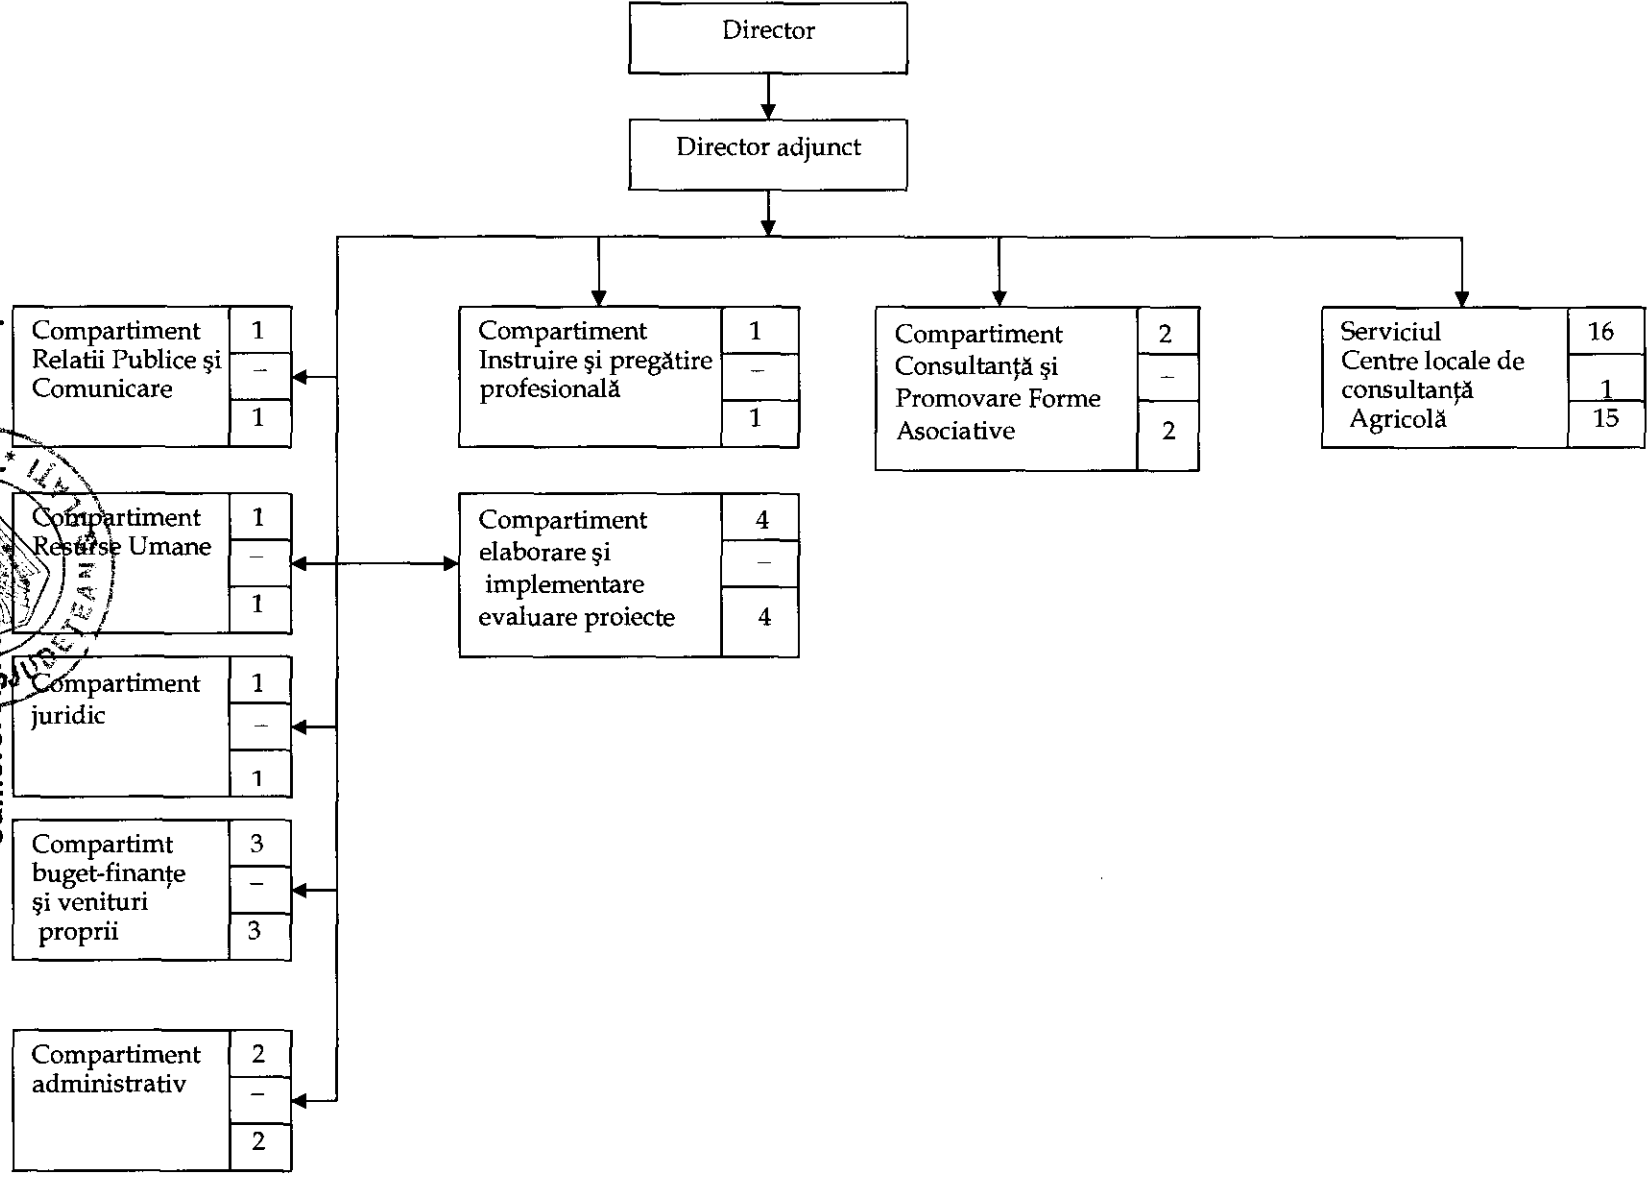 Director
Director adjunct
Compartiment
Relatii Publice şi
Comunicare
1
–
1
Compartiment
Instruire şi pregătire
profesională
1
–
1
Compartiment
Consultanţă şi
Promovare Forme
Asociative
2
–
2
Serviciul
Centre locale de
consultanţă
Agricolă
16
1
15
Compartiment
Resurse Umane
1
–
1
Compartiment
elaborare şi
implementare
evaluare proiecte
4
–
4
Compartiment
juridic
1
–
1
Compartimt
buget-finanţe
şi venituri
proprii
3
–
3
Compartiment
administrativ
2
–
2